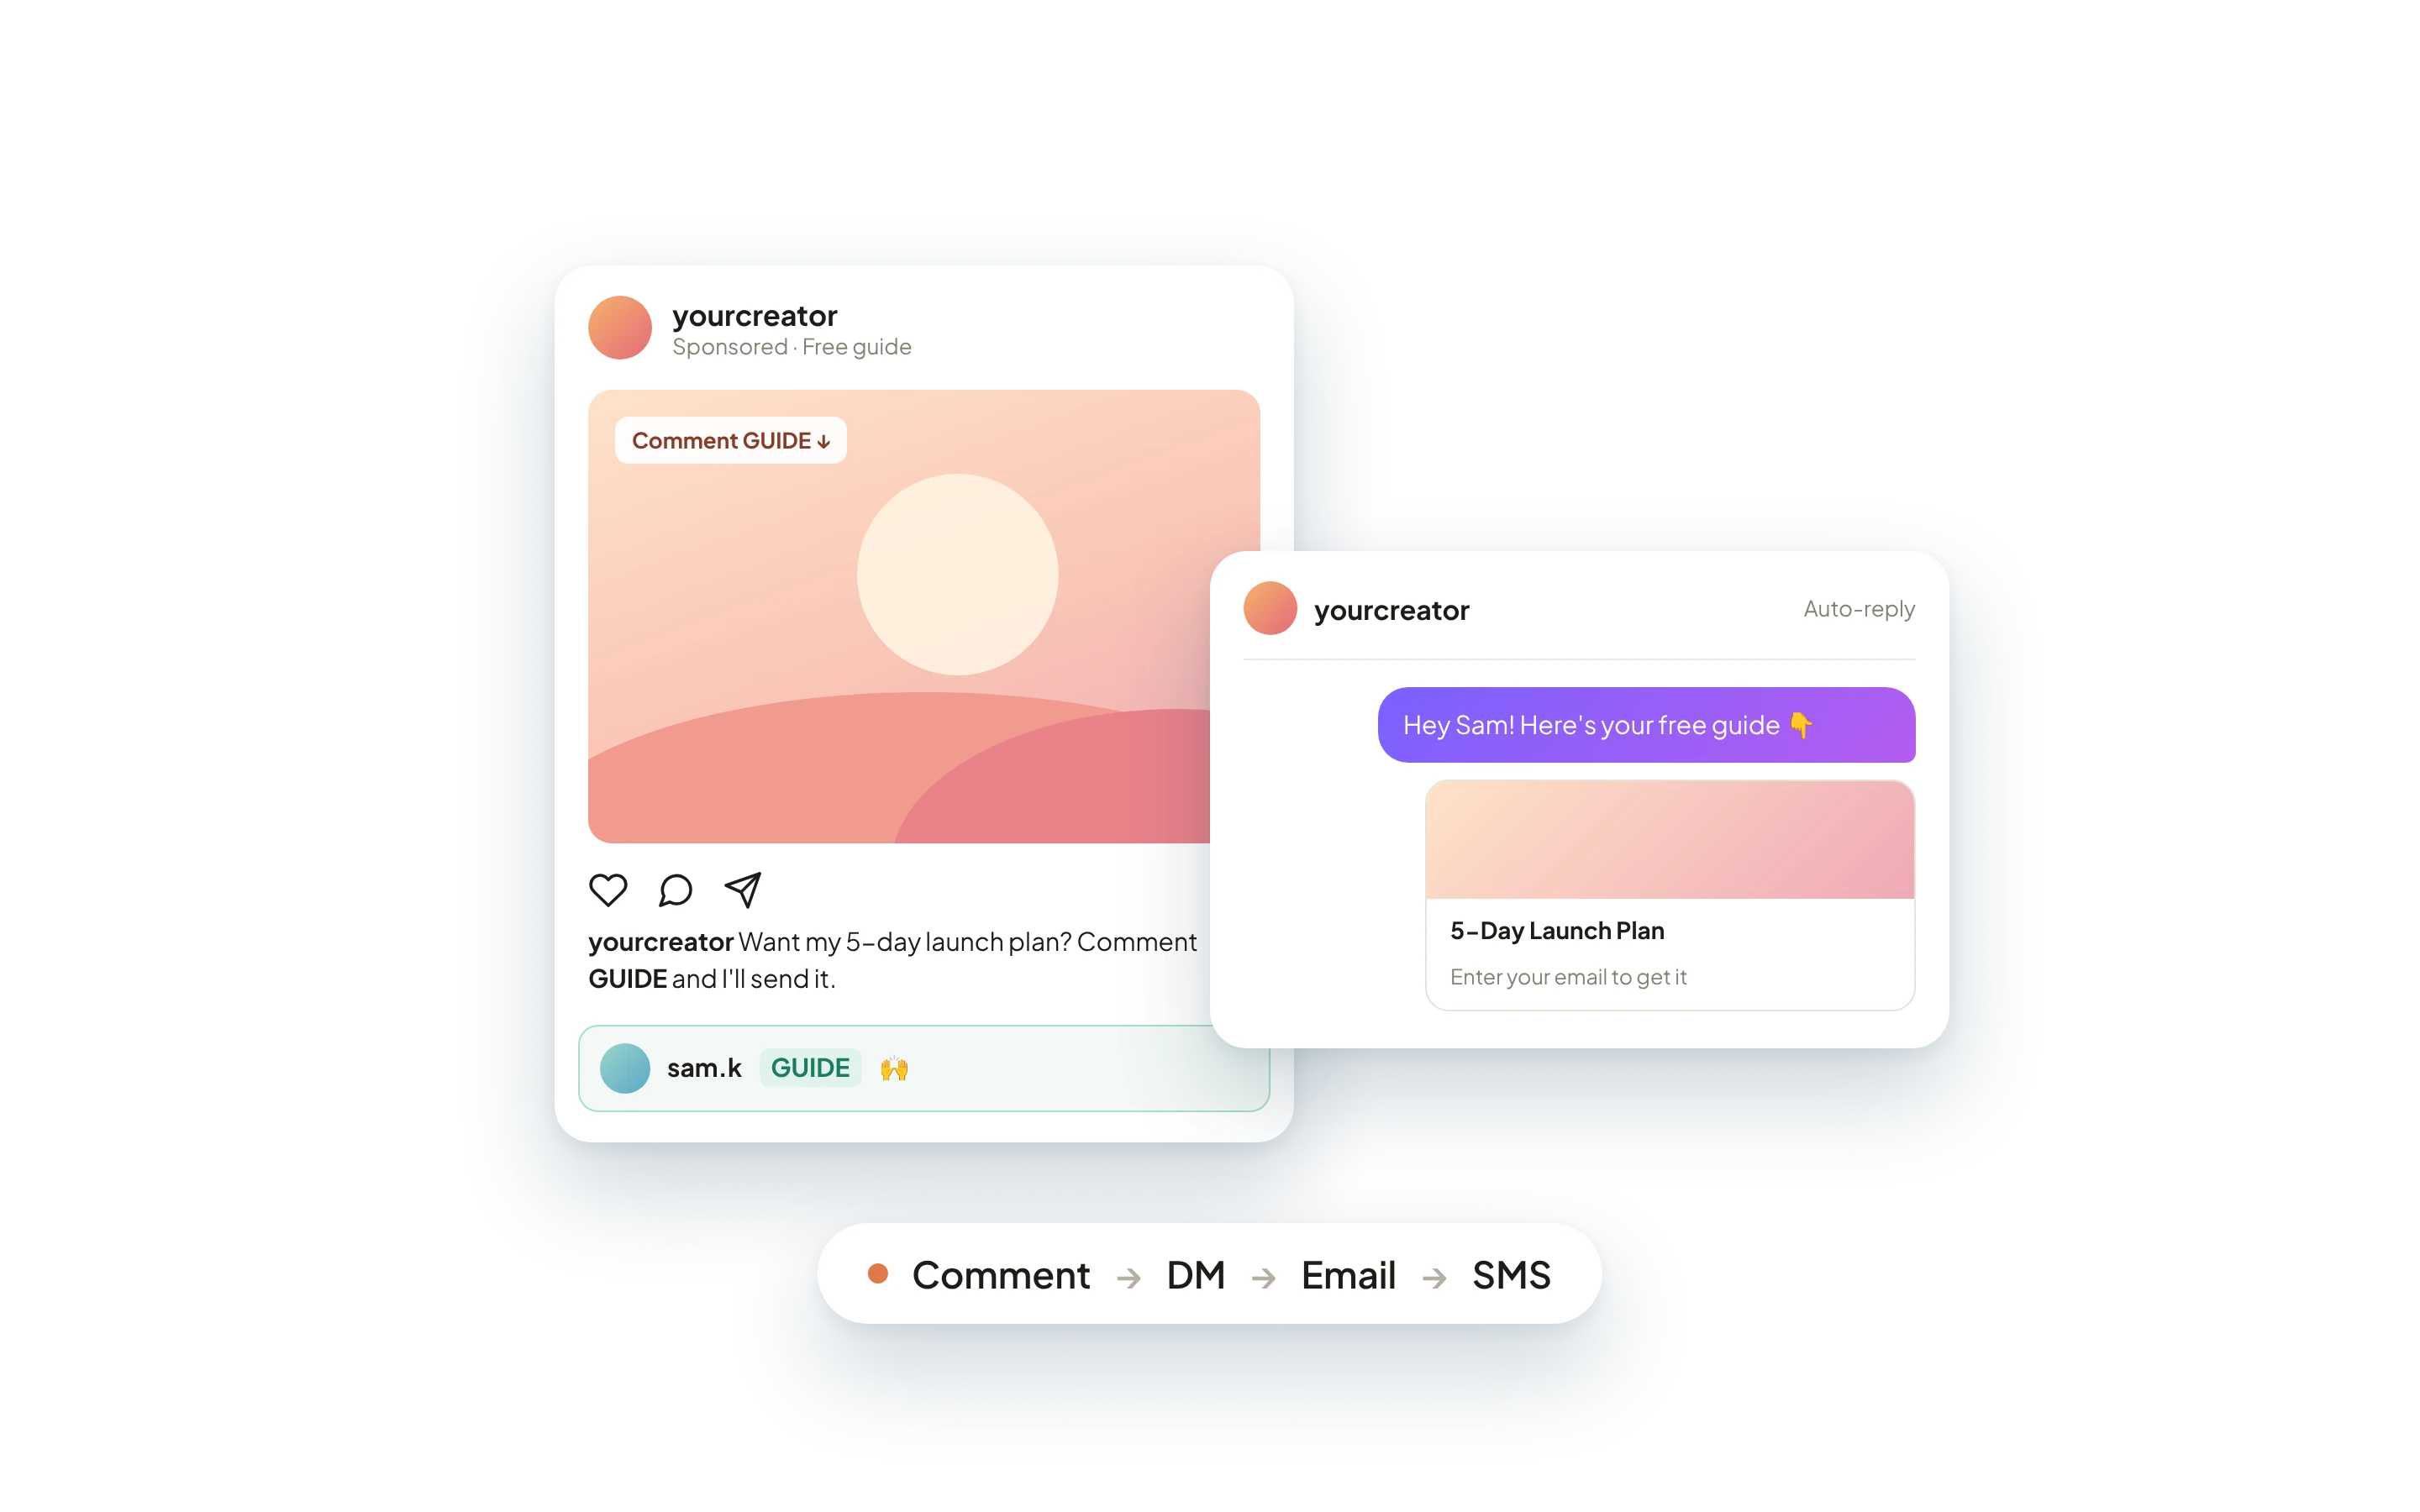 yourcreator
Sponsored · Free guide
Comment GUIDE ↓
yourcreator Want my 5-day launch plan? Comment
GUIDE and I'll send it.
sam.k GUIDE 🙌
yourcreator
Auto-reply
Hey Sam! Here's your free guide 👇
5-Day Launch Plan
Enter your email to get it
Comment → DM → Email → SMS